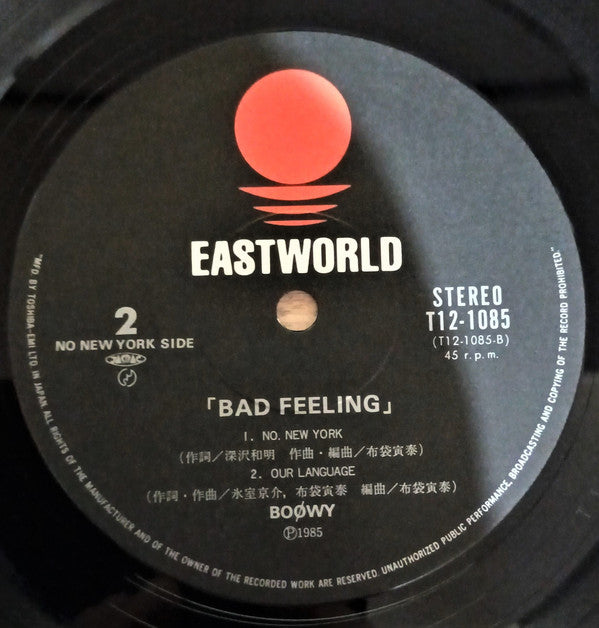 EASTWORLD
2
NO NEW YORK SIDE
STEREO
T12-1085
(T12-1085-B)
45 r.p.m.
「BAD FEELING」
1. NO. NEW YORK
(作詞／深沢和明 作曲・編曲／布袋寅泰)
2. OUR LANGUAGE
(作詞・作曲／氷室京介, 布袋寅泰 編曲／布袋寅泰)
BOØWY
Ⓟ1985
"MFD. BY TOSHIBA-EMI LTD. IN JAPAN. ALL RIGHTS OF THE MANUFACTURER AND OF THE OWNER OF THE RECORDED WORK ARE RESERVED. UNAUTHORIZED PUBLIC PERFORMANCE, BROADCASTING AND COPYING OF THE RECORD PROHIBITED."